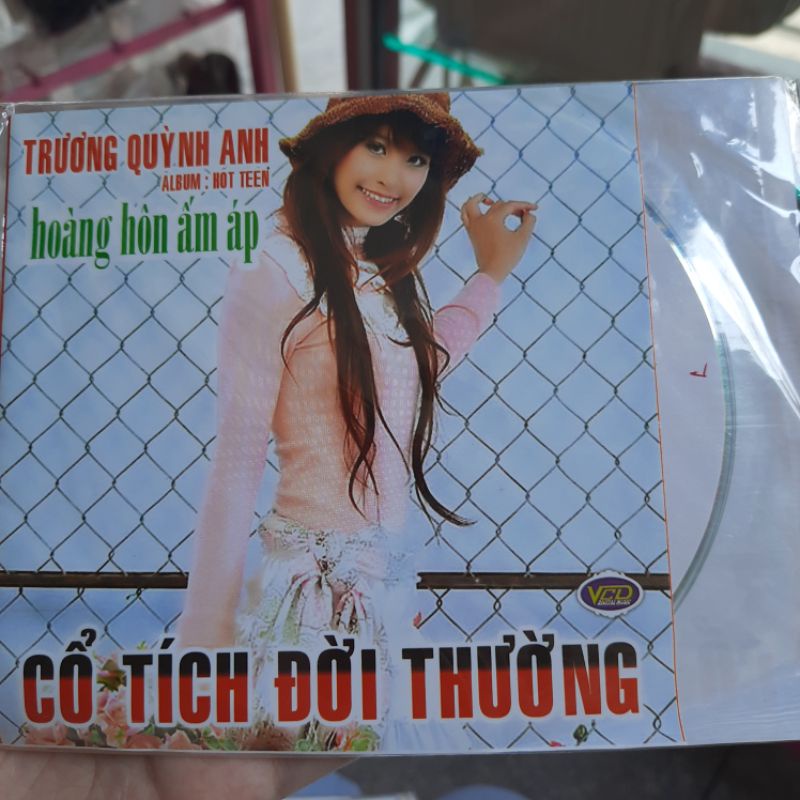 TRƯƠNG QUỲNH ANH
ALBUM : HOT TEEN
hoàng hôn ấm áp
VCD
CỔ TÍCH ĐỜI THƯỜNG